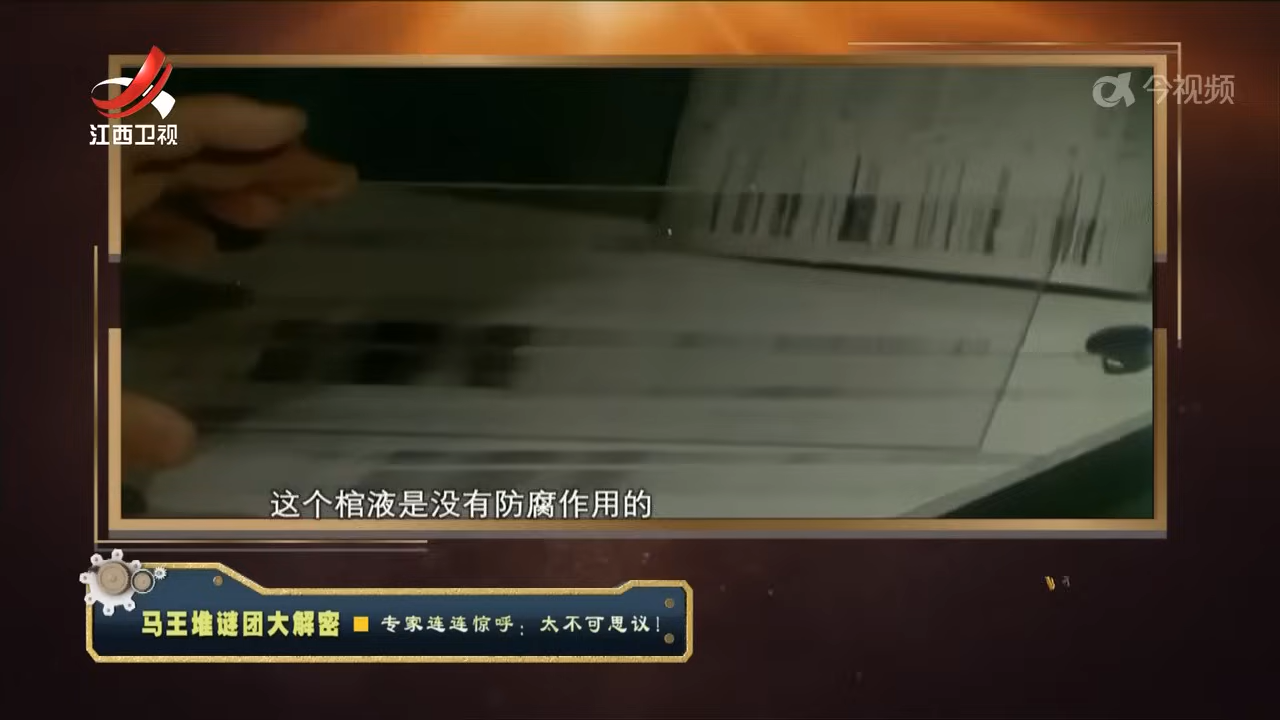 江西卫视
今视频
这个棺液是没有防腐作用的
马王堆谜团大解密
专家连连惊呼：太不可思议！